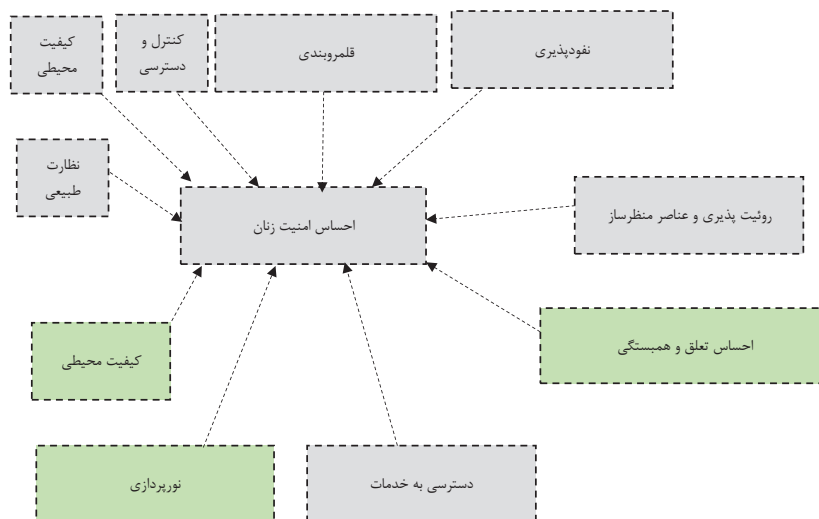 نفوذپذیری
قلمروبندی
کنترل و
دسترسی
کیفیت
محیطی
نظارت
طبیعی
احساس امنیت زنان
روئیت پذیری و عناصر منظرساز
احساس تعلق و همبستگی
کیفیت محیطی
دسترسی به خدمات
نورپردازی